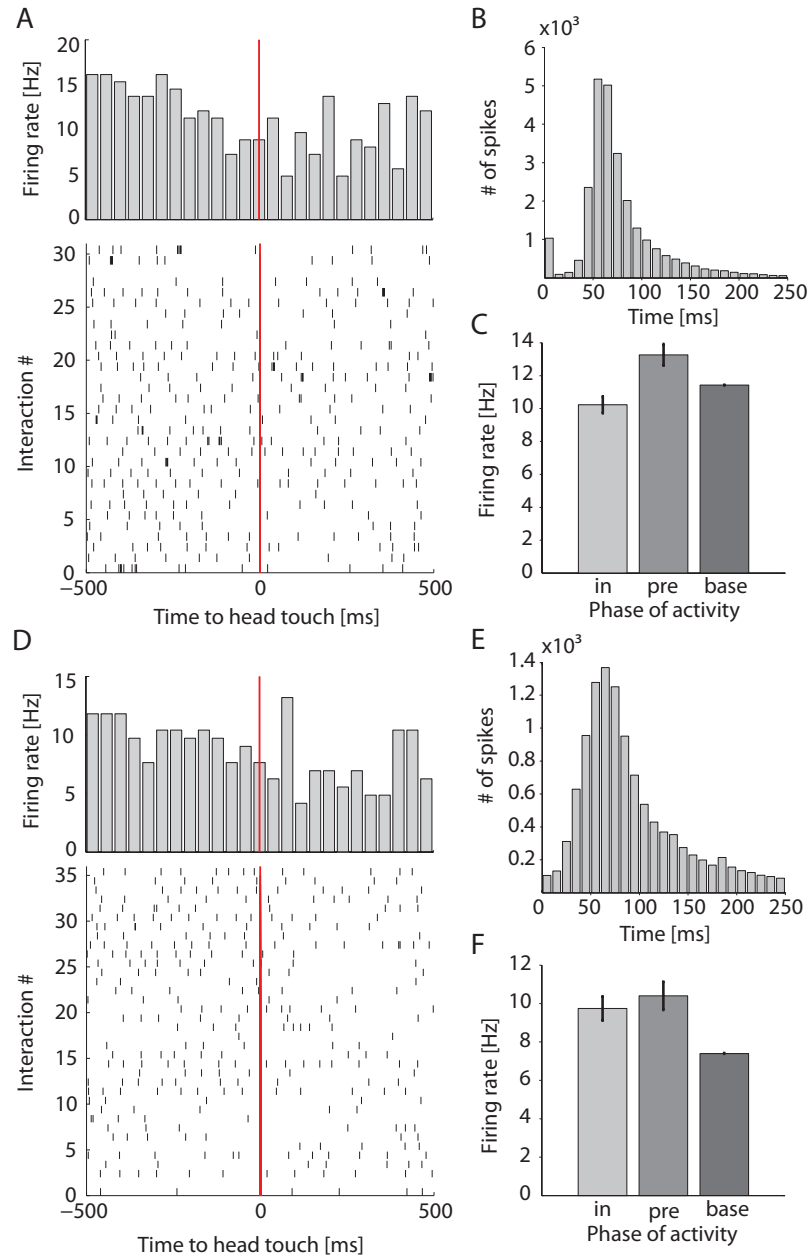 A
20
15
10
5
0
Firing rate [Hz]
30
25
20
15
10
5
0
Interaction #
−500
0
500
Time to head touch [ms]
B
x10³
6
5
4
3
2
1
# of spikes
0
50
100
150
200
250
Time [ms]
C
14
12
10
8
6
4
2
0
Firing rate [Hz]
in
pre
base
Phase of activity
D
15
10
5
0
Firing rate [Hz]
35
30
25
20
15
10
5
0
Interaction #
−500
0
500
Time to head touch [ms]
E
x10³
1.4
1.2
1
0.8
0.6
0.4
0.2
# of spikes
0
50
100
150
200
250
Time [ms]
F
12
10
8
6
4
2
0
Firing rate [Hz]
in
pre
base
Phase of activity